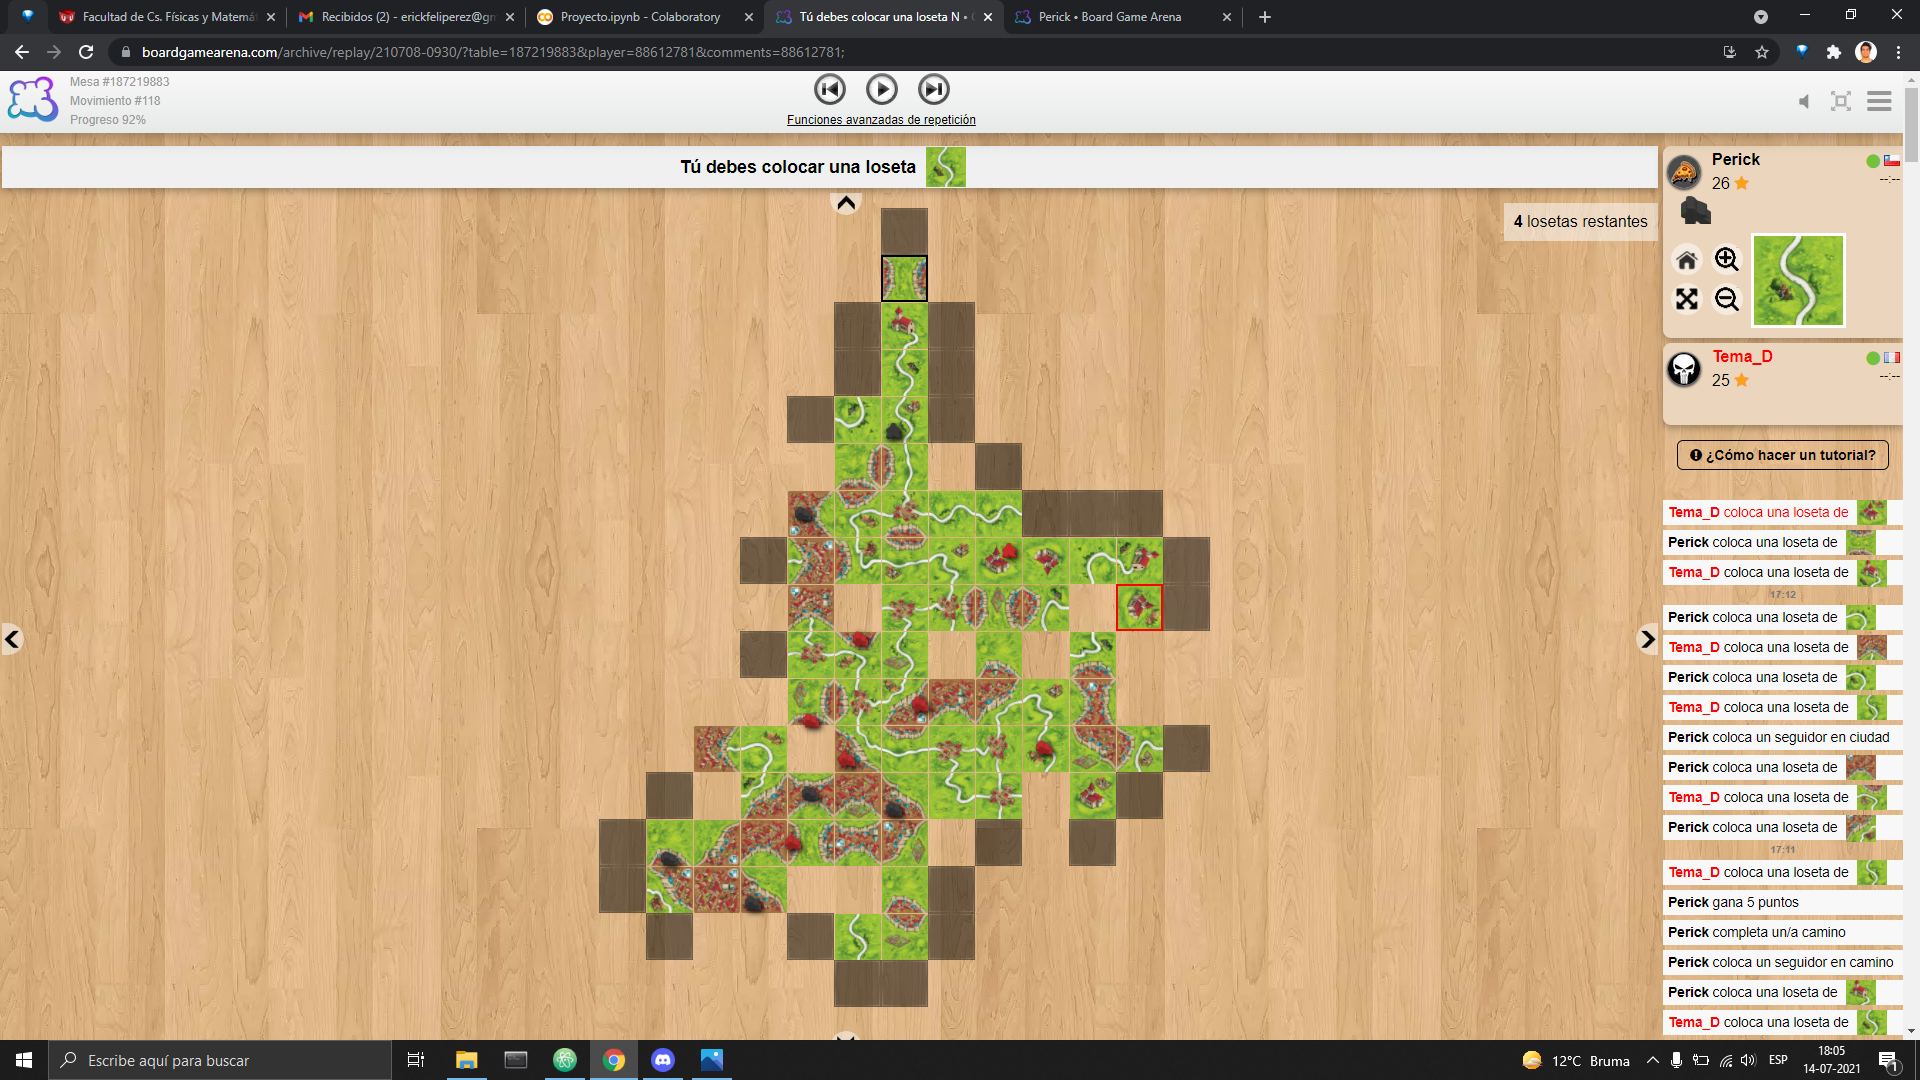 Facultad de Cs. Físicas y Matemá
Recibidos (2) - erickfeliperez@gm
Proyecto.ipynb - Colaboratory
Tú debes colocar una loseta N •
Perick • Board Game Arena
boardgamearena.com/archive/replay/210708-0930/?table=187219883&player=88612781&comments=88612781;
Mesa #187219883
Movimiento #118
Progreso 92%
Funciones avanzadas de repetición
Tú debes colocar una loseta
4 losetas restantes
Perick
26
--:--
Tema_D
25
--:--
¿Cómo hacer un tutorial?
Tema_D coloca una loseta de
Perick coloca una loseta de
Tema_D coloca una loseta de
17:12
Perick coloca una loseta de
Tema_D coloca una loseta de
Perick coloca una loseta de
Tema_D coloca una loseta de
Perick coloca un seguidor en ciudad
Perick coloca una loseta de
Tema_D coloca una loseta de
Perick coloca una loseta de
17:11
Tema_D coloca una loseta de
Perick gana 5 puntos
Perick completa un/a camino
Perick coloca un seguidor en camino
Perick coloca una loseta de
Tema_D coloca una loseta de
Escribe aquí para buscar
12°C Bruma
ESP
18:05
14-07-2021
1